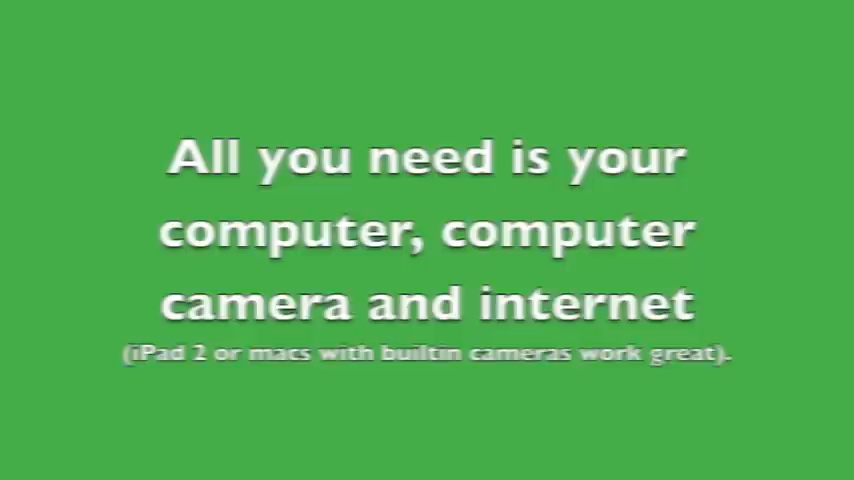 All you need is your
computer, computer
camera and internet
(iPad 2 or macs with builtin cameras work great).